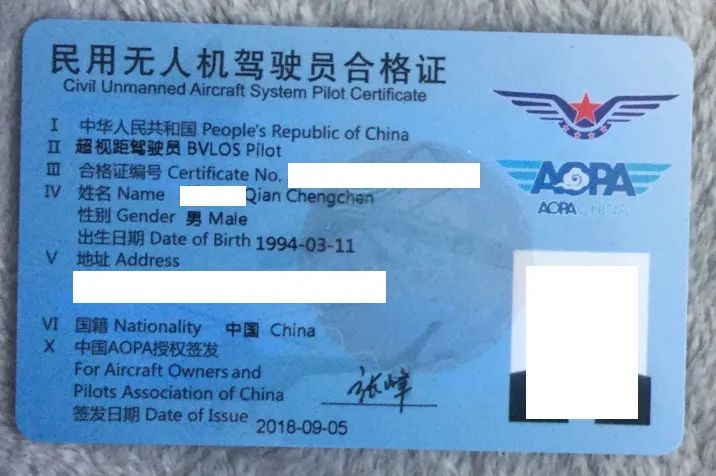 民用无人机驾驶员合格证
Civil Unmanned Aircraft System Pilot Certificate
I 中华人民共和国 People's Republic of China
II 超视距驾驶员 BVLOS Pilot
III 合格证编号 Certificate No.
IV 姓名 Name Qian Chengchen
性别 Gender 男 Male
出生日期 Date of Birth 1994-03-11
V 地址 Address
VI 国籍 Nationality 中国 China
X 中国AOPA授权签发
For Aircraft Owners and
Pilots Association of China
张峰
签发日期 Date of Issue 2018-09-05
AOPA
AOPA CHINA